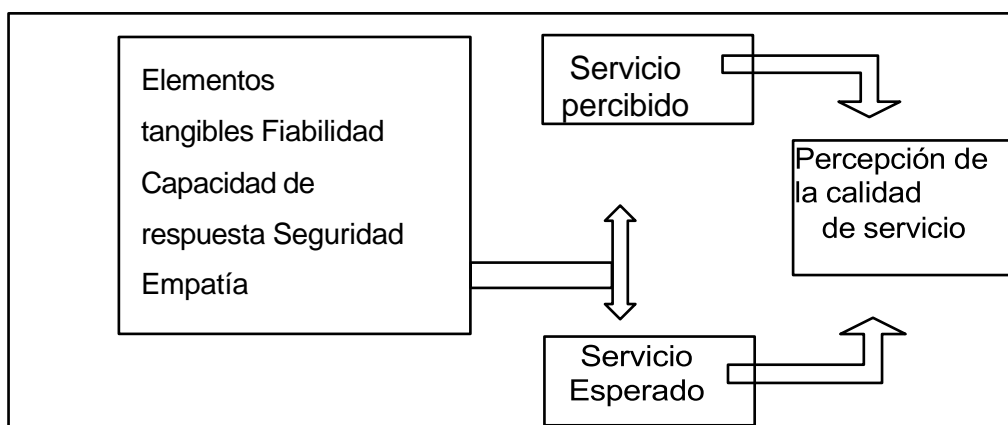 Elementos
tangibles Fiabilidad
Capacidad de
respuesta Seguridad
Empatía
Servicio
percibido
Percepción de
la calidad
de servicio
Servicio
Esperado